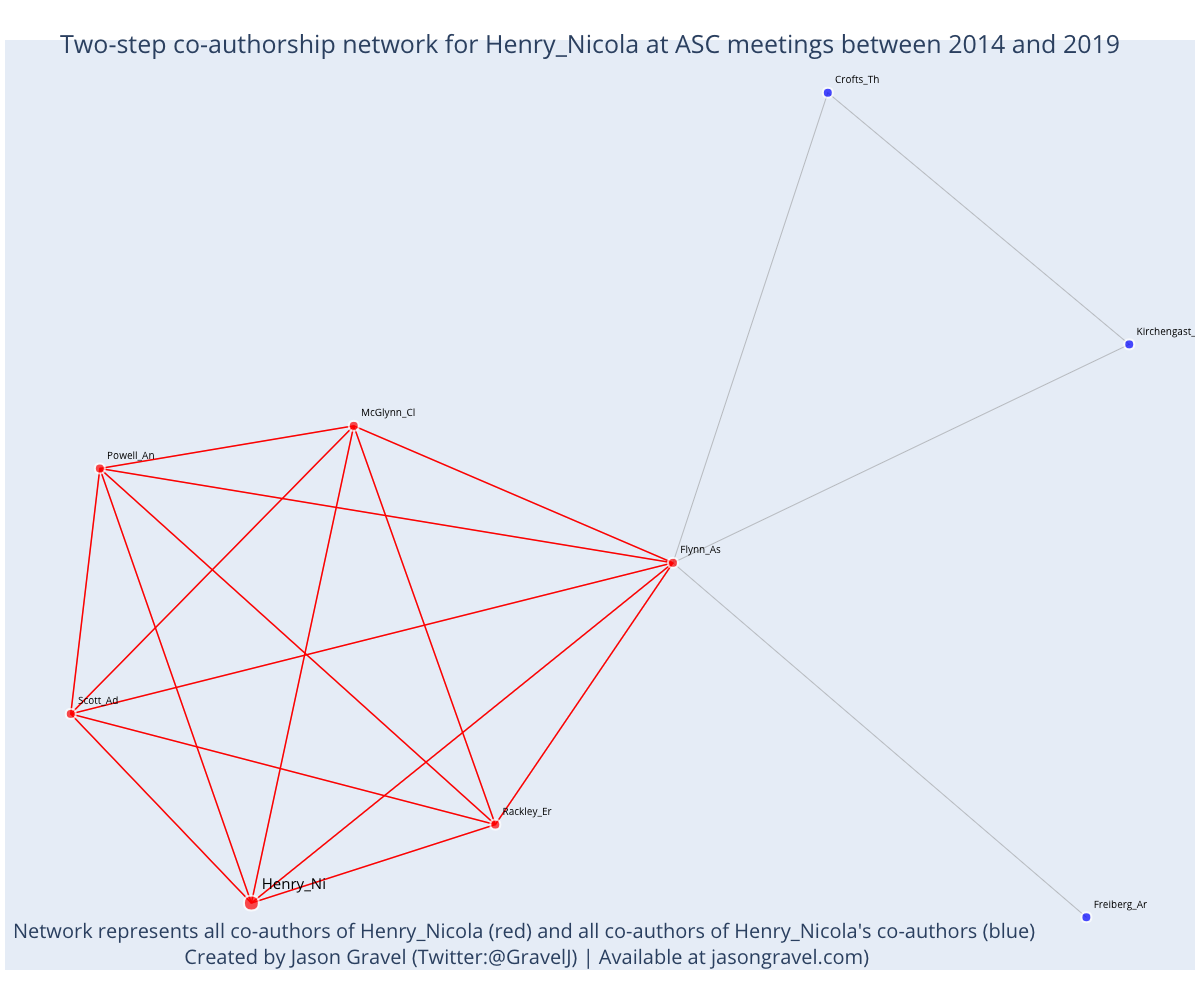 Two-step co-authorship network for Henry_Nicola at ASC meetings between 2014 and 2019
Crofts_Th
Kirchengast_
McGlynn_Cl
Powell_An
Flynn_As
Scott_Ad
Rackley_Er
Henry_Ni
Freiberg_Ar
Network represents all co-authors of Henry_Nicola (red) and all co-authors of Henry_Nicola's co-authors (blue)
Created by Jason Gravel (Twitter:@GravelJ) | Available at jasongravel.com)